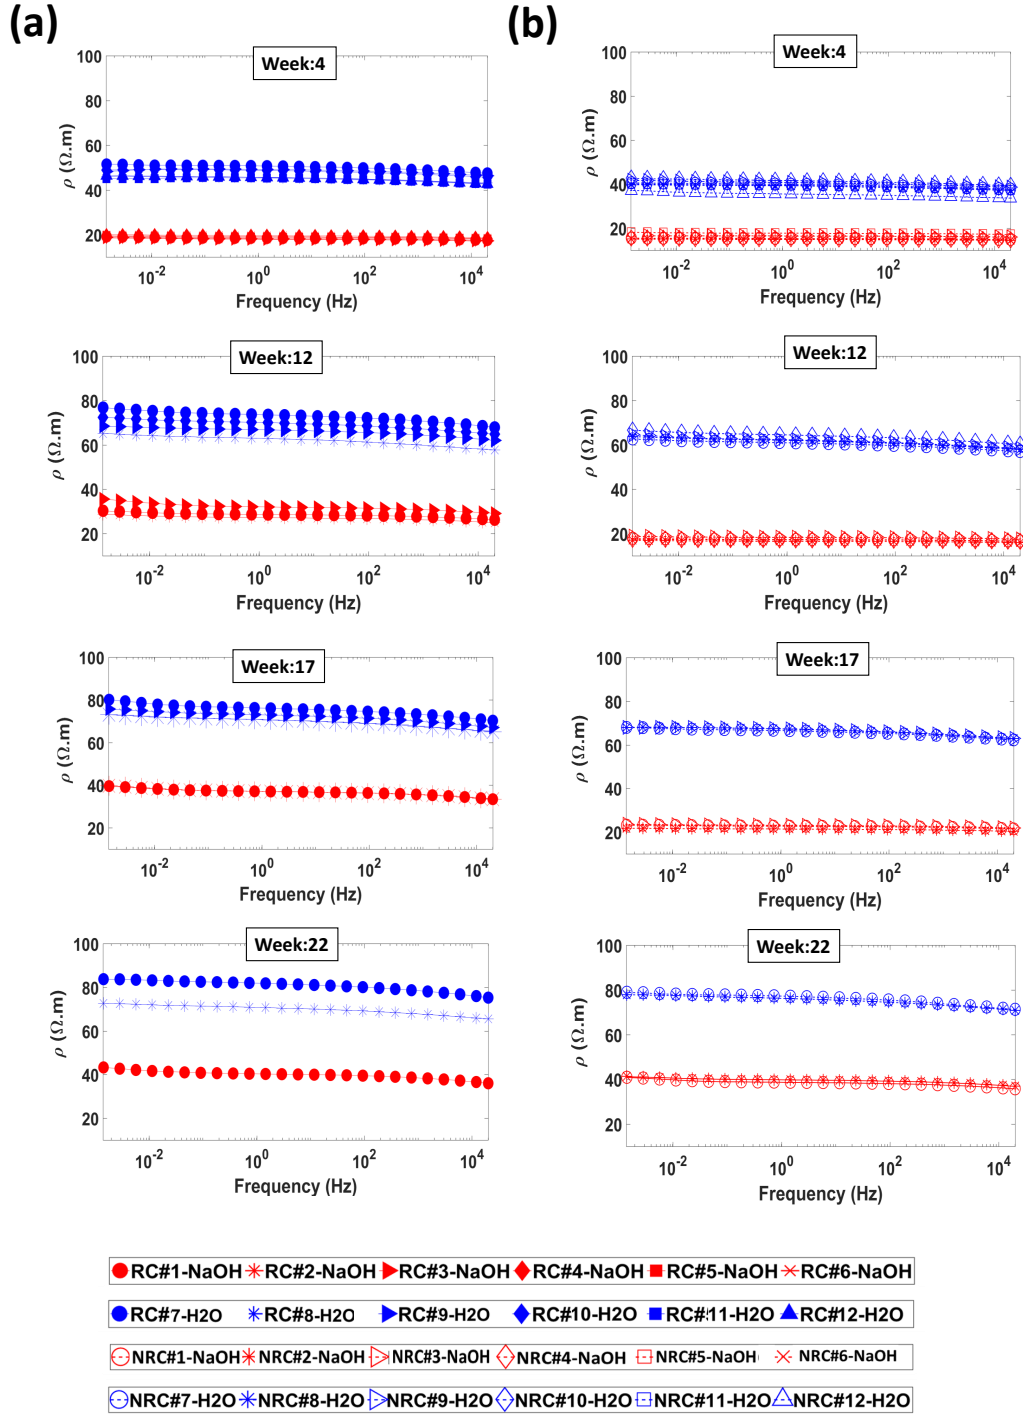 (a)
(b)
Week:4
100
80
60
40
20
ρ (Ω.m)
10-2
100
102
104
Frequency (Hz)
Week:4
100
80
60
40
20
ρ (Ω.m)
10-2
100
102
104
Frequency (Hz)
Week:12
100
80
60
40
20
ρ (Ω.m)
10-2
100
102
104
Frequency (Hz)
Week:12
100
80
60
40
20
ρ (Ω.m)
10-2
100
102
104
Frequency (Hz)
Week:17
100
80
60
40
20
ρ (Ω.m)
10-2
100
102
104
Frequency (Hz)
Week:17
100
80
60
40
20
ρ (Ω.m)
10-2
100
102
104
Frequency (Hz)
Week:22
100
80
60
40
20
ρ (Ω.m)
10-2
100
102
104
Frequency (Hz)
Week:22
100
80
60
40
20
ρ (Ω.m)
10-2
100
102
104
Frequency (Hz)
RC#1-NaOH RC#2-NaOH RC#3-NaOH RC#4-NaOH RC#5-NaOH RC#6-NaOH
RC#7-H2O RC#8-H2O RC#9-H2O RC#10-H2O RC#11-H2O RC#12-H2O
NRC#1-NaOH NRC#2-NaOH NRC#3-NaOH NRC#4-NaOH NRC#5-NaOH NRC#6-NaOH
NRC#7-H2O NRC#8-H2O NRC#9-H2O NRC#10-H2O NRC#11-H2O NRC#12-H2O